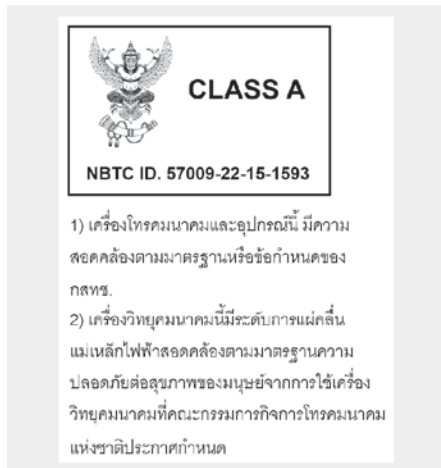 CLASS A
NBTC ID. 57009-22-15-1593
1) เครื่องโทรคมนาคมและอุปกรณ์นี้ มีความ
สอดคล้องตามมาตรฐานหรือข้อกำหนดของ
กสทช.
2) เครื่องวิทยุคมนาคมนี้มีระดับการแผ่คลื่น
แม่เหล็กไฟฟ้าสอดคล้องตามมาตรฐานความ
ปลอดภัยต่อสุขภาพของมนุษย์จากการใช้เครื่อง
วิทยุคมนาคมที่คณะกรรมการกิจการโทรคมนาคม
แห่งชาติประกาศกำหนด